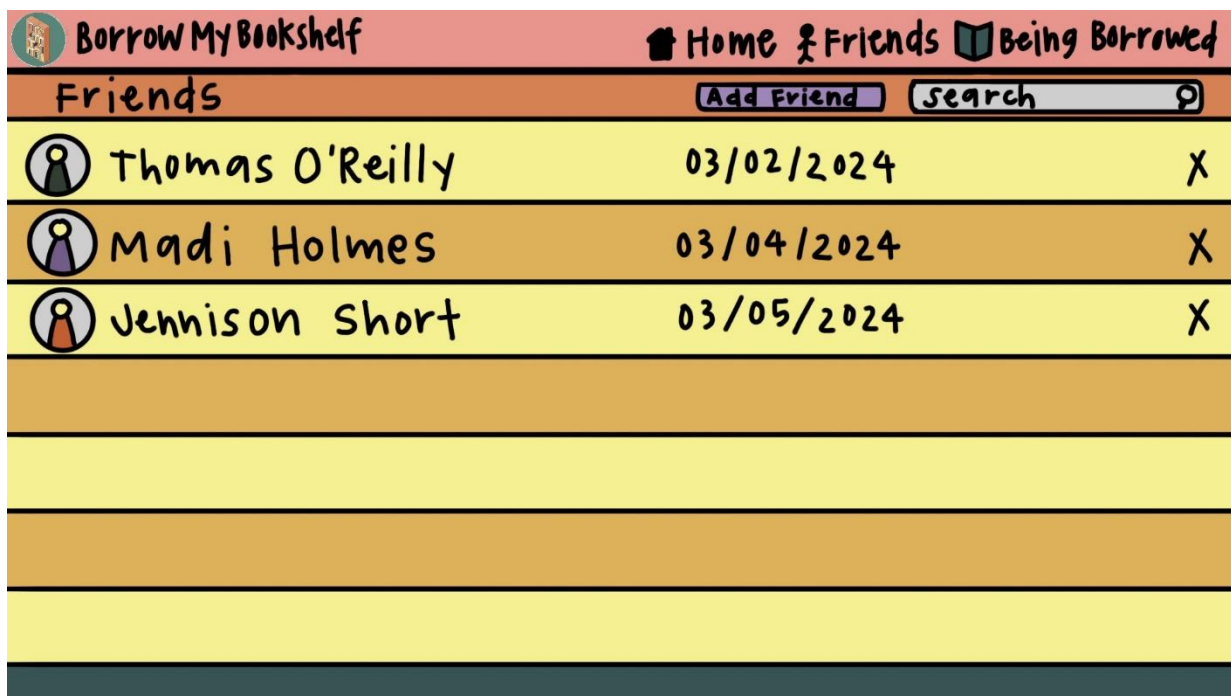 Borrow My Bookshelf Home Friends Being Borrowed
Friends Add Friend search
Thomas O'Reilly 03/02/2024 X
Madi Holmes 03/04/2024 X
Jennison Short 03/05/2024 X